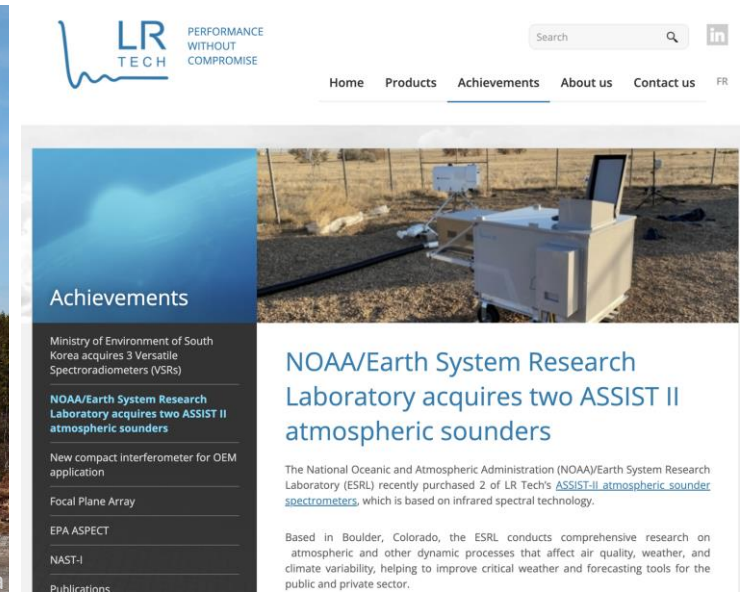 LR
TECH
PERFORMANCE
WITHOUT
COMPROMISE
Search
in
Home Products Achievements About us Contact us FR
Achievements
Ministry of Environment of South
Korea acquires 3 Versatile
Spectroradiometers (VSRs)
NOAA/Earth System Research
Laboratory acquires two ASSIST II
atmospheric sounders
New compact interferometer for OEM
application
Focal Plane Array
EPA ASPECT
NAST-I
Publications
NOAA/Earth System Research
Laboratory acquires two ASSIST II
atmospheric sounders
The National Oceanic and Atmospheric Administration (NOAA)/Earth System Research
Laboratory (ESRL) recently purchased 2 of LR Tech's ASSIST-II atmospheric sounder
spectrometers, which is based on infrared spectral technology.
Based in Boulder, Colorado, the ESRL conducts comprehensive research on
atmospheric and other dynamic processes that affect air quality, weather, and
climate variability, helping to improve critical weather and forecasting tools for the
public and private sector.